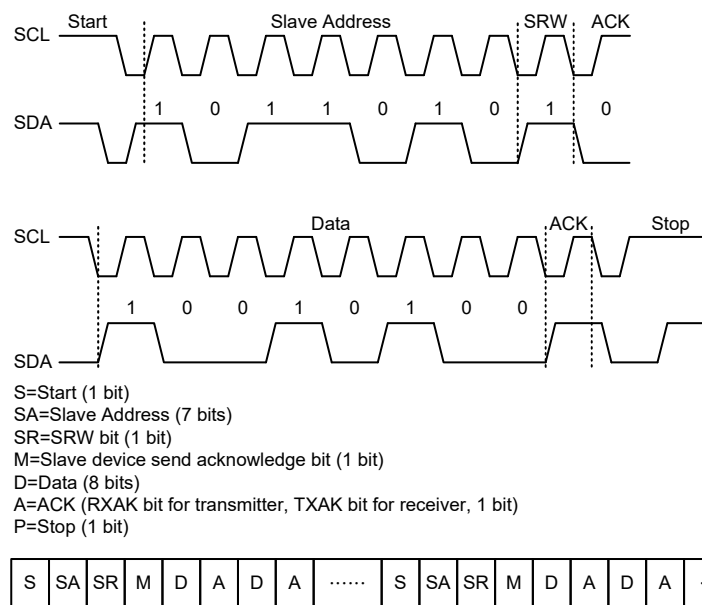 Start Slave Address SRW ACK
SCL
1 0 1 1 0 1 0 1 0
SDA
Data ACK Stop
SCL
1 0 0 1 0 1 0 0
SDA
S=Start (1 bit)
SA=Slave Address (7 bits)
SR=SRW bit (1 bit)
M=Slave device send acknowledge bit (1 bit)
D=Data (8 bits)
A=ACK (RXAK bit for transmitter, TXAK bit for receiver, 1 bit)
P=Stop (1 bit)
S SA SR M D A D A ...... S SA SR M D A D A